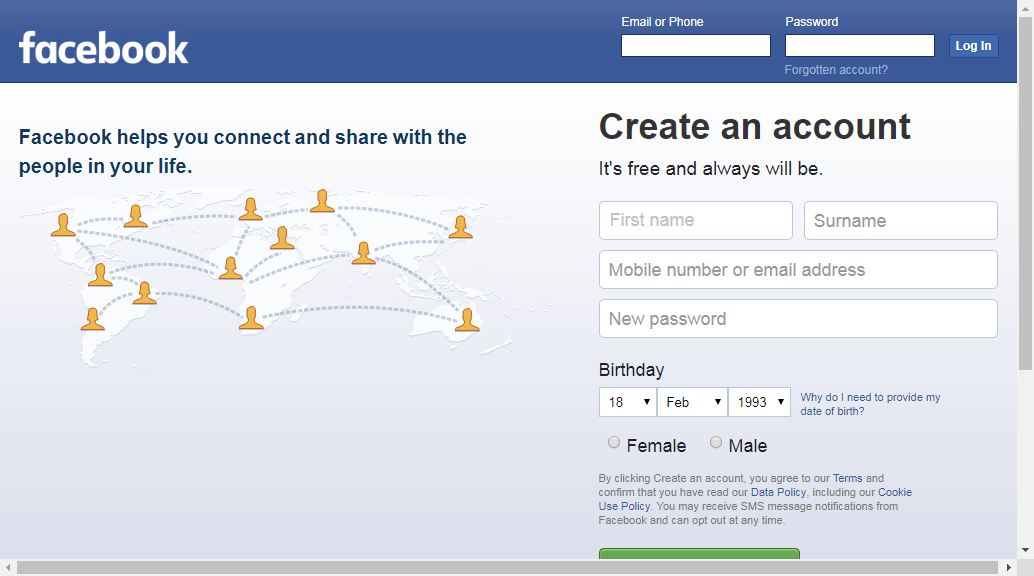 facebook
Email or Phone
Password
Log In
Forgotten account?
Facebook helps you connect and share with the
people in your life.
Create an account
It's free and always will be.
First name
Surname
Mobile number or email address
New password
Birthday
18
Feb
1993
Why do I need to provide my
date of birth?
Female
Male
By clicking Create an account, you agree to our Terms and
confirm that you have read our Data Policy, including our Cookie
Use Policy. You may receive SMS message notifications from
Facebook and can opt out at any time.